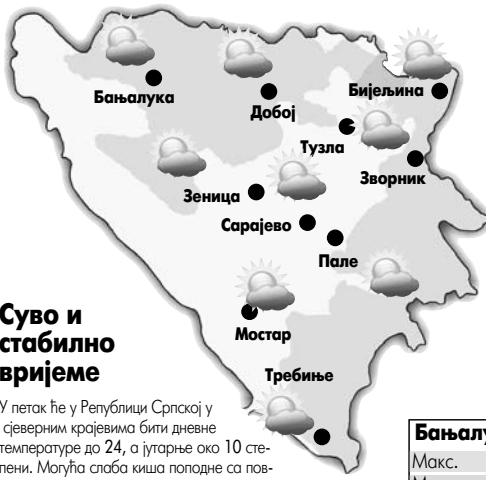 Бањалука
Добој
Бијељина
Тузла
Зворник
Зеница
Сарајево
Пале
Мостар
Требиње
Суво и
стабилно
вријеме
У петак ће у Републици Српској у
сјеверним крајевима бити дневне
температуре до 24, а јутарње око 10 сте-
пени. Могућа слаба киша поподне са пов-
Макс.